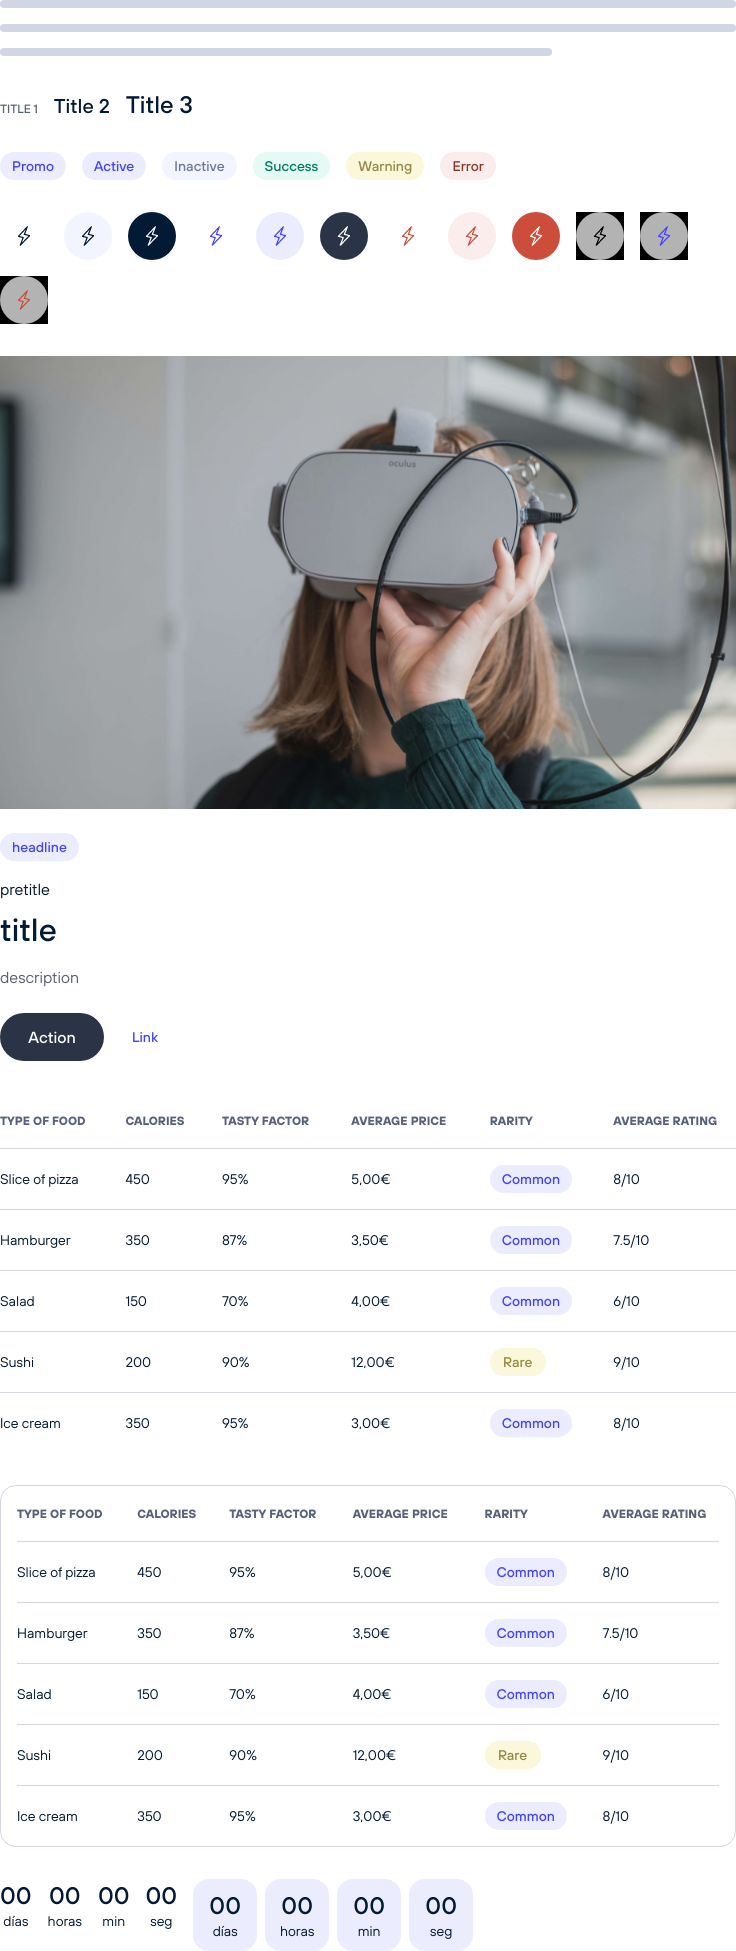 TITLE 1 Title 2 Title 3
Promo Active Inactive Success Warning Error
oculus
headline
pretitle
title
description
Action Link
TYPE OF FOOD CALORIES TASTY FACTOR AVERAGE PRICE RARITY AVERAGE RATING
Slice of pizza 450 95% 5,00€ Common 8/10
Hamburger 350 87% 3,50€ Common 7.5/10
Salad 150 70% 4,00€ Common 6/10
Sushi 200 90% 12,00€ Rare 9/10
Ice cream 350 95% 3,00€ Common 8/10
TYPE OF FOOD CALORIES TASTY FACTOR AVERAGE PRICE RARITY AVERAGE RATING
Slice of pizza 450 95% 5,00€ Common 8/10
Hamburger 350 87% 3,50€ Common 7.5/10
Salad 150 70% 4,00€ Common 6/10
Sushi 200 90% 12,00€ Rare 9/10
Ice cream 350 95% 3,00€ Common 8/10
00 00 00 00 00 00 00 00
días horas min seg días horas min seg